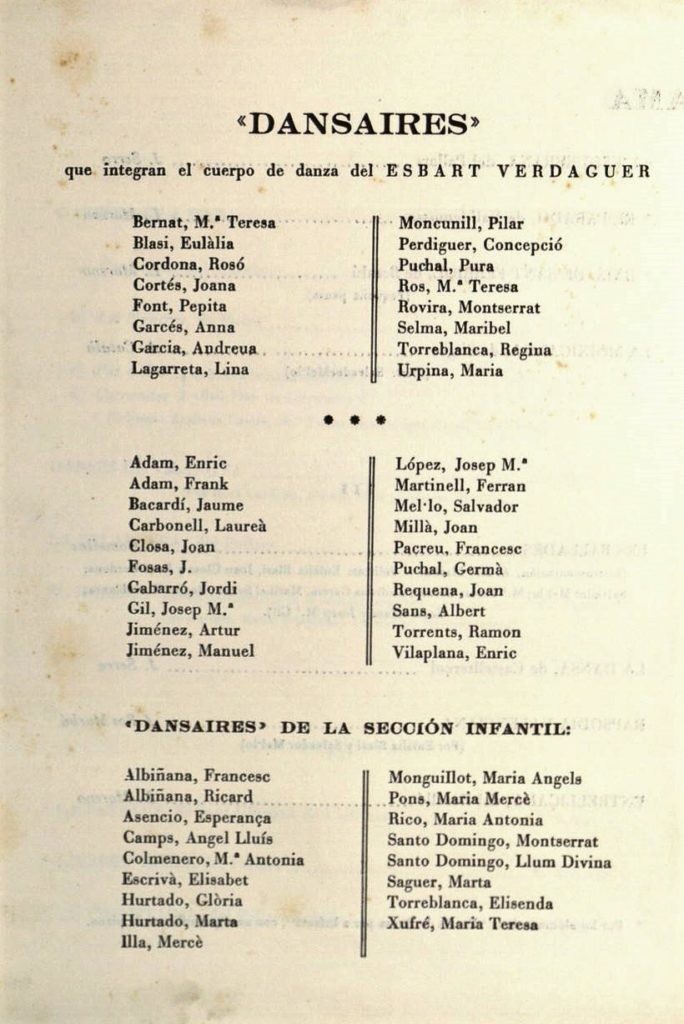 «DANSAIRES»
que integran el cuerpo de danza del ESBART VERDAGUER
Bernat, M.ª Teresa
Blasi, Eulàlia
Cordona, Rosó
Cortés, Joana
Font, Pepita
Garcés, Anna
Garcia, Andreua
Lagarreta, Lina
Moncunill, Pilar
Perdiguer, Concepció
Puchal, Pura
Ros, M.ª Teresa
Rovira, Montserrat
Selma, Maribel
Torreblanca, Regina
Urpina, Maria
* * *
Adam, Enric
Adam, Frank
Bacardí, Jaume
Carbonell, Laureà
Closa, Joan
Fosas, J.
Gabarró, Jordi
Gil, Josep M.ª
Jiménez, Artur
Jiménez, Manuel
López, Josep M.ª
Martinell, Ferran
Mel·lo, Salvador
Millà, Joan
Pacreu, Francesc
Puchal, Germà
Requena, Joan
Sans, Albert
Torrents, Ramon
Vilaplana, Enric
«DANSAIRES» DE LA SECCIÓN INFANTIL:
Albiñana, Francesc
Albiñana, Ricard
Asencio, Esperança
Camps, Angel Lluís
Colmenero, M.ª Antonia
Escrivà, Elisabet
Hurtado, Glòria
Hurtado, Marta
Illa, Mercè
Monguillot, Maria Angels
Pons, Maria Mercè
Rico, Maria Antonia
Santo Domingo, Montserrat
Santo Domingo, Llum Divina
Saguer, Marta
Torreblanca, Elisenda
Xufré, Maria Teresa